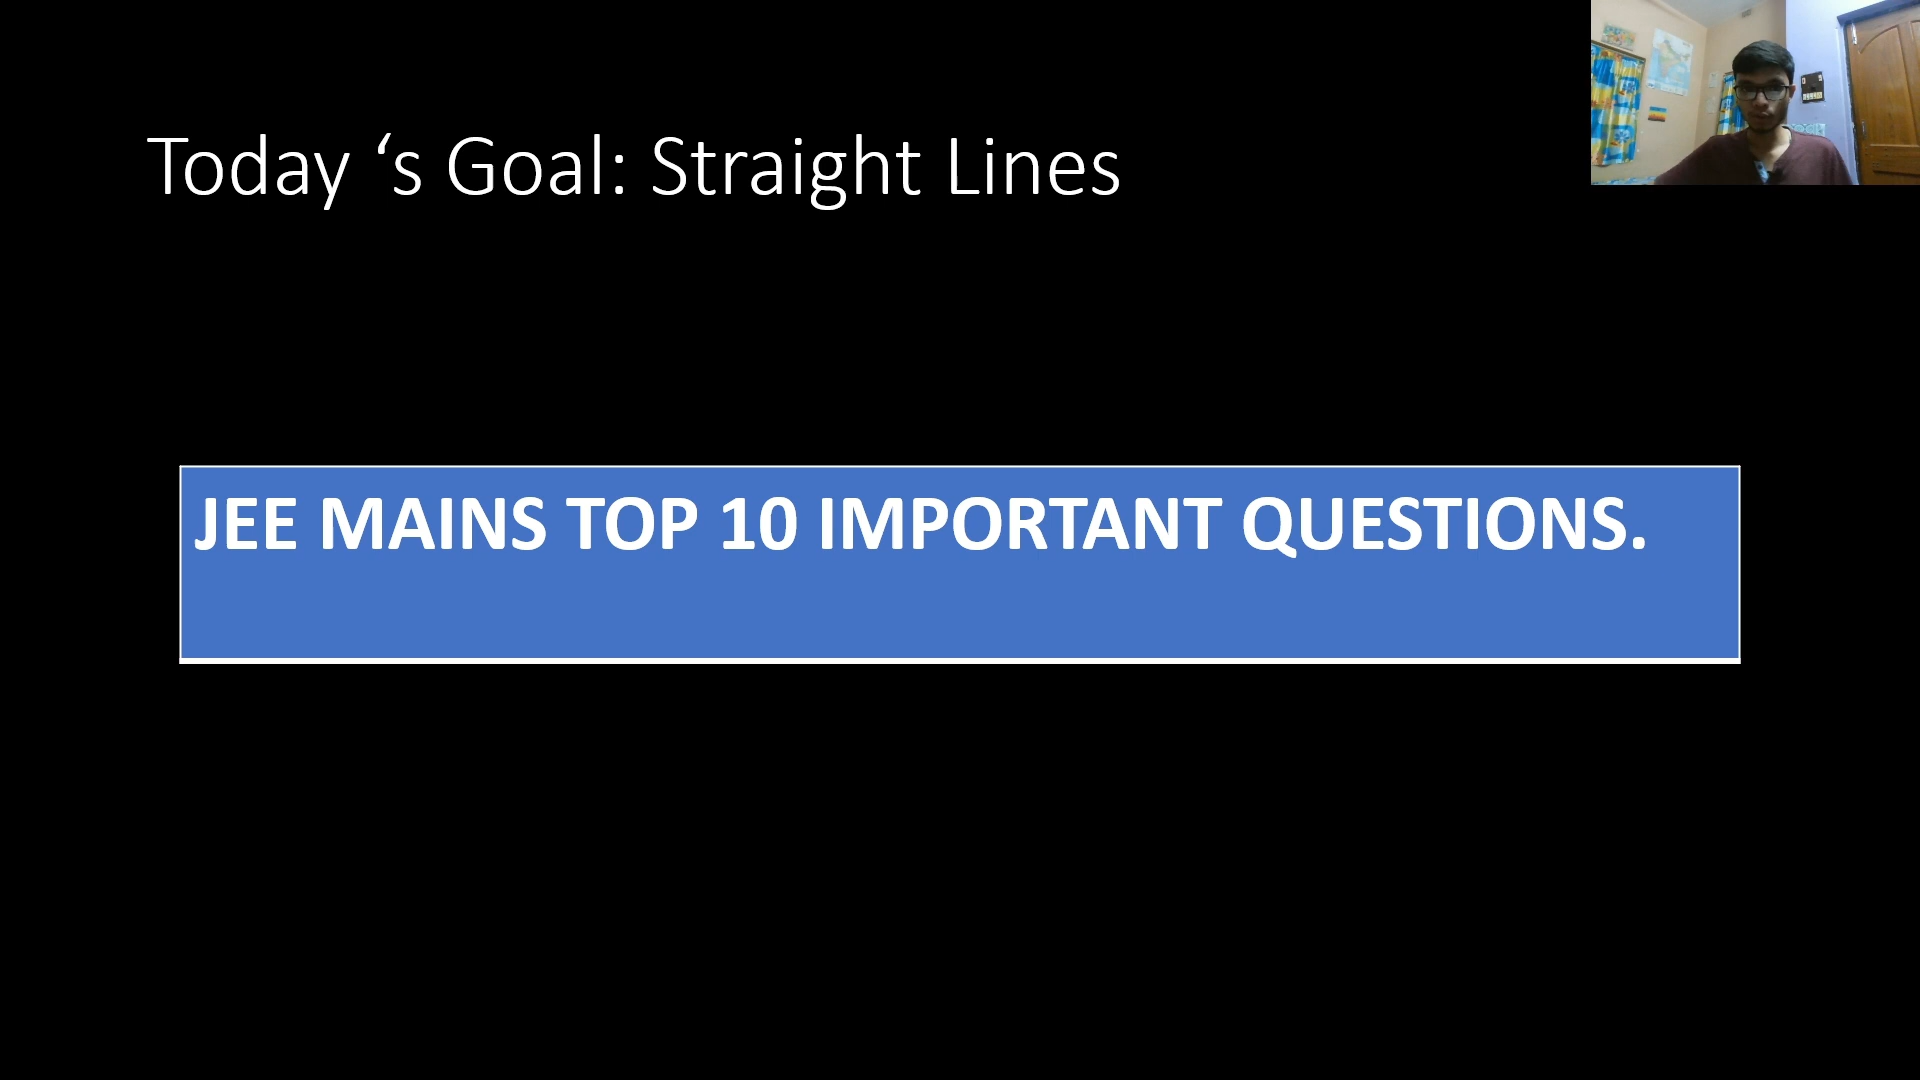 Today ‘s Goal: Straight Lines
JEE MAINS TOP 10 IMPORTANT QUESTIONS.